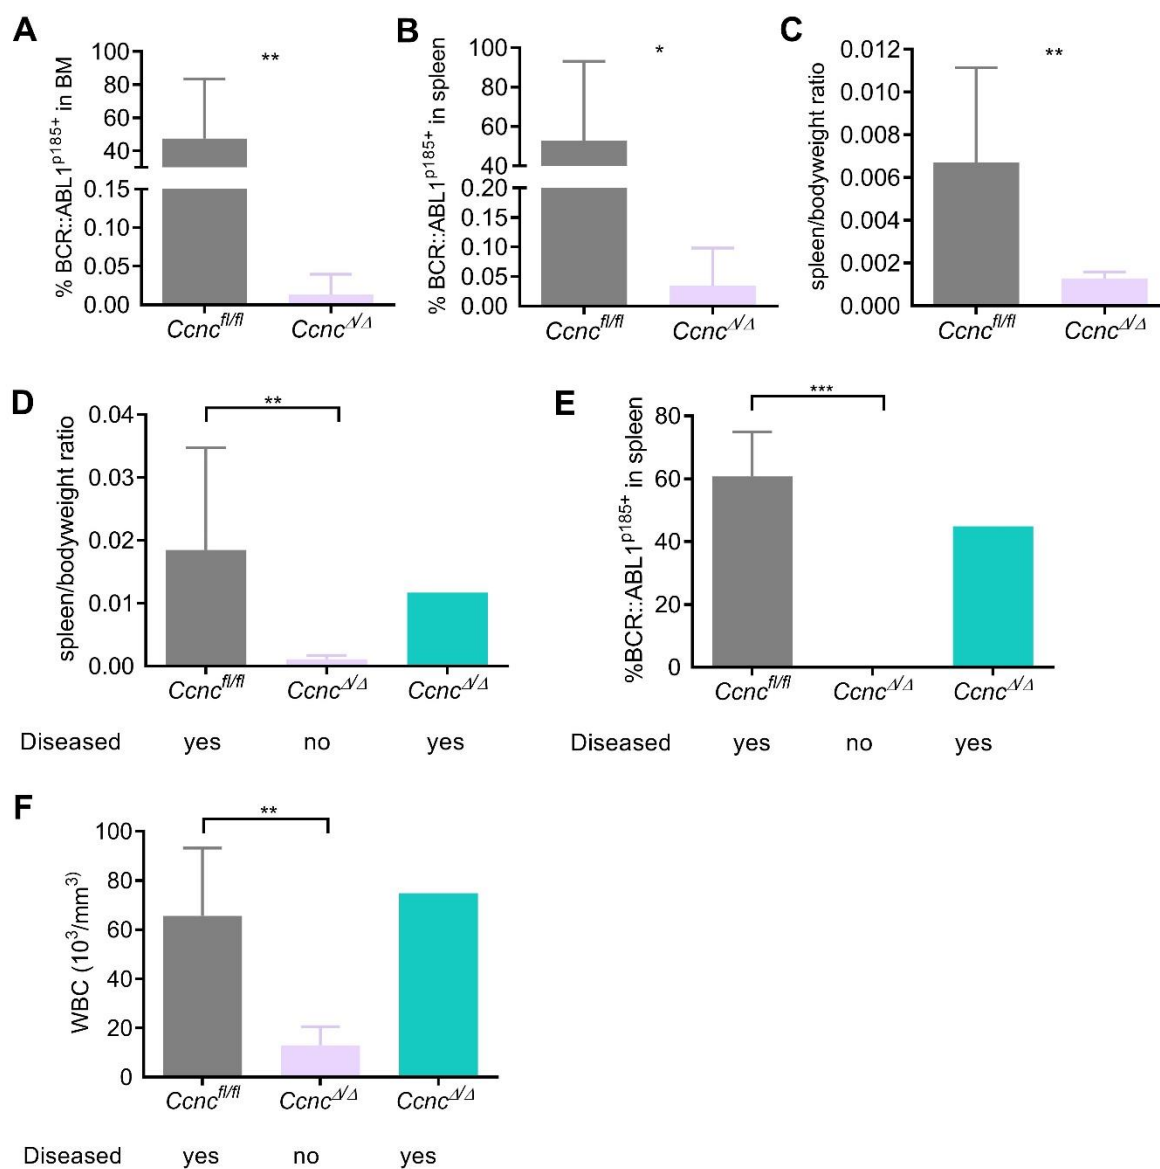 A
% BCR::ABL1p185+ in BM
100
80
60
40
0.15
0.10
0.05
0.00
**
Ccncfl/fl
CcncΔ/Δ
B
% BCR::ABL1p185+ in spleen
100
80
60
40
0.20
0.15
0.10
0.05
0.00
*
Ccncfl/fl
CcncΔ/Δ
C
spleen/bodyweight ratio
0.012
0.010
0.008
0.006
0.004
0.002
0.000
**
Ccncfl/fl
CcncΔ/Δ
D
spleen/bodyweight ratio
0.04
0.03
0.02
0.01
0.00
**
Ccncfl/fl
CcncΔ/Δ
CcncΔ/Δ
Diseased yes no yes
E
%BCR::ABL1p185+ in spleen
80
60
40
20
0
***
Ccncfl/fl
CcncΔ/Δ
CcncΔ/Δ
Diseased yes no yes
F
WBC (103/mm3)
100
80
60
40
20
0
**
Ccncfl/fl
CcncΔ/Δ
CcncΔ/Δ
Diseased yes no yes